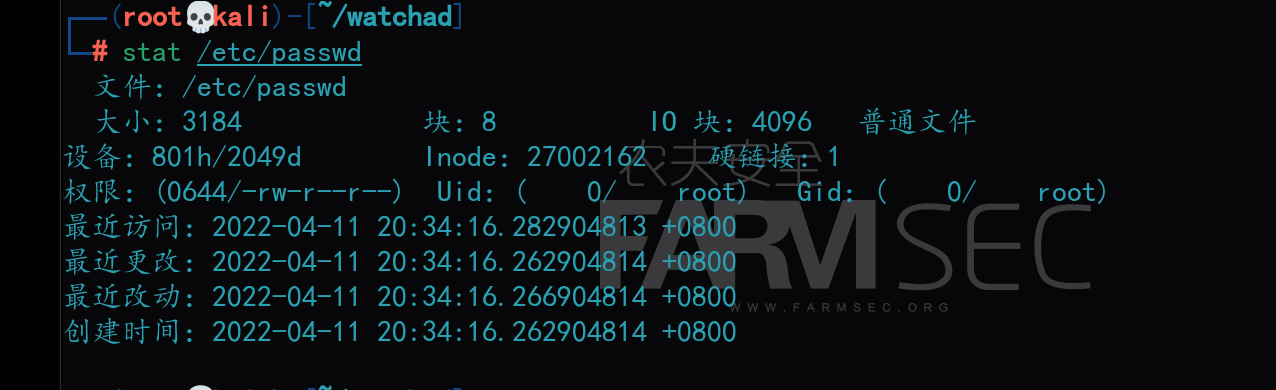 ┌──(root💀kali)-[~/watchad]
└─# stat /etc/passwd
文件：/etc/passwd
大小：3184 块：8 IO 块：4096 普通文件
设备：801h/2049d Inode：27002162 硬链接：1
权限：(0644/-rw-r--r--) Uid：( 0/ root) Gid：( 0/ root)
最近访问：2022-04-11 20:34:16.282904813 +0800
最近更改：2022-04-11 20:34:16.262904814 +0800
最近改动：2022-04-11 20:34:16.266904814 +0800
创建时间：2022-04-11 20:34:16.262904814 +0800
农夫安全
FARMSEC
WWW.FARMSEC.ORG